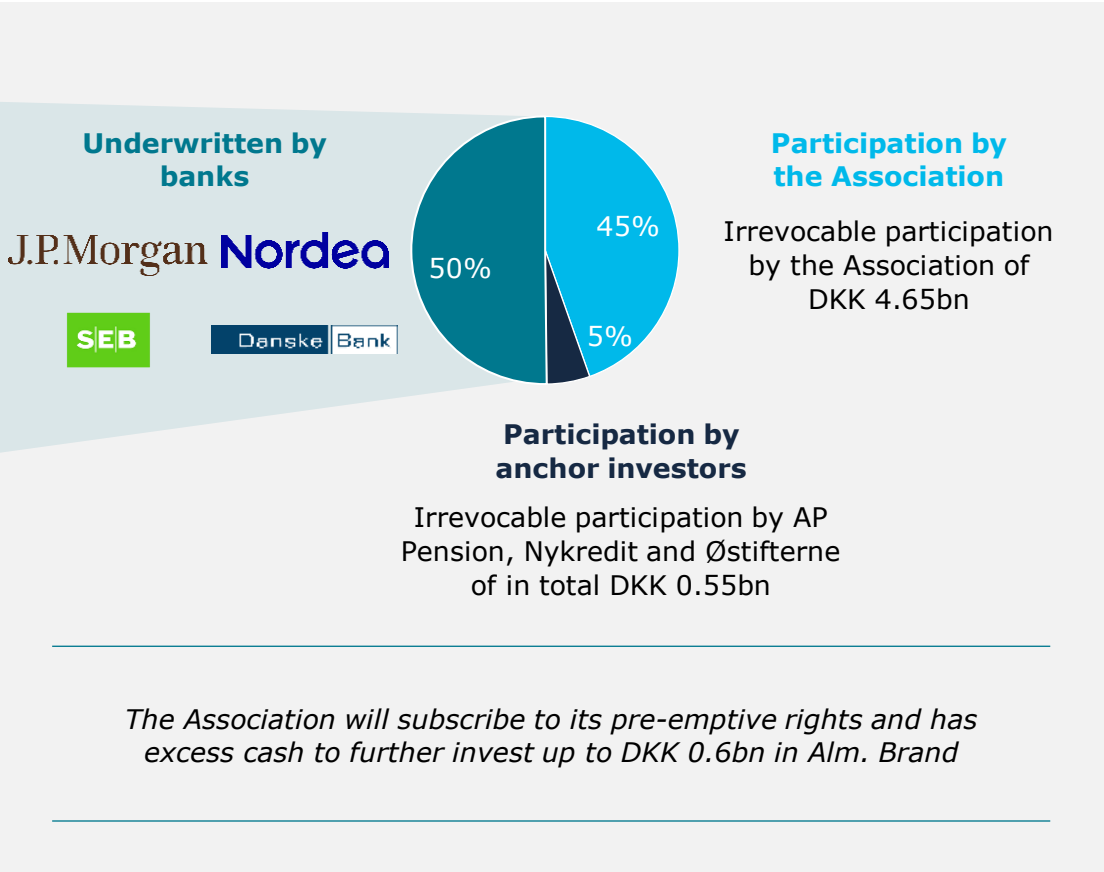 Underwritten by
banks
J.P.Morgan
Nordea
SEB
Danske Bank
50%
45%
5%
Participation by
the Association
Irrevocable participation
by the Association of
DKK 4.65bn
Participation by
anchor investors
Irrevocable participation by AP
Pension, Nykredit and Østifterne
of in total DKK 0.55bn
The Association will subscribe to its pre-emptive rights and has
excess cash to further invest up to DKK 0.6bn in Alm. Brand